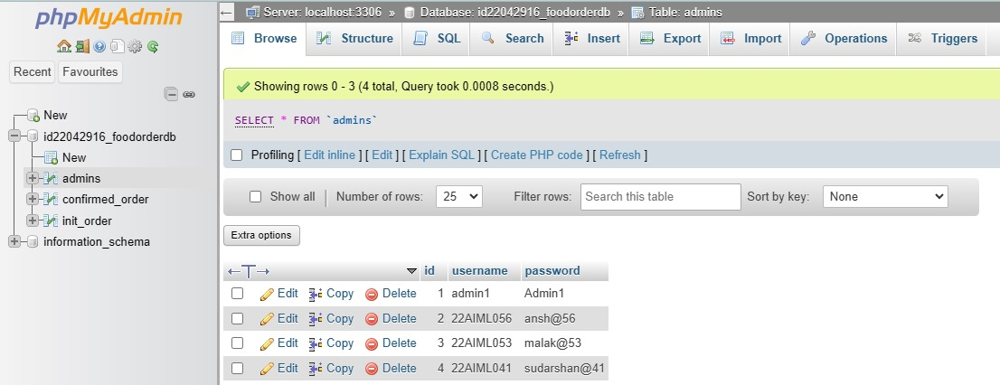 phpMyAdmin
Recent Favourites
New
id22042916_foodorderdb
New
admins
confirmed_order
init_order
information_schema
Server: localhost:3306 » Database: id22042916_foodorderdb » Table: admins
Browse Structure SQL Search Insert Export Import Operations Triggers
Showing rows 0 - 3 (4 total, Query took 0.0008 seconds.)
SELECT * FROM `admins`
Profiling [ Edit inline ] [ Edit ] [ Explain SQL ] [ Create PHP code ] [ Refresh ]
Show all Number of rows: 25 Filter rows: Search this table Sort by key: None
Extra options
id username password
Edit Copy Delete 1 admin1 Admin1
Edit Copy Delete 2 22AIML056 ansh@56
Edit Copy Delete 3 22AIML053 malak@53
Edit Copy Delete 4 22AIML041 sudarshan@41